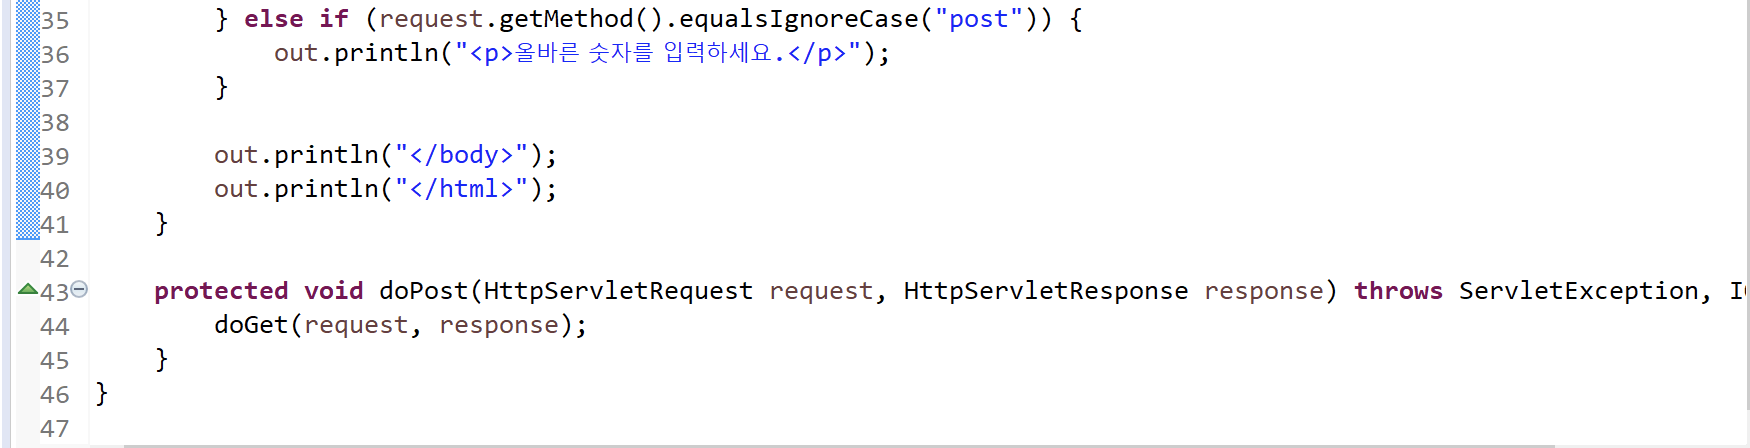 35 } else if (request.getMethod().equalsIgnoreCase("post")) {
36 out.println("<p>올바른 숫자를 입력하세요.</p>");
37 }
38
39 out.println("</body>");
40 out.println("</html>");
41 }
42
43 protected void doPost(HttpServletRequest request, HttpServletResponse response) throws ServletException,
44 doGet(request, response);
45 }
46 }
47